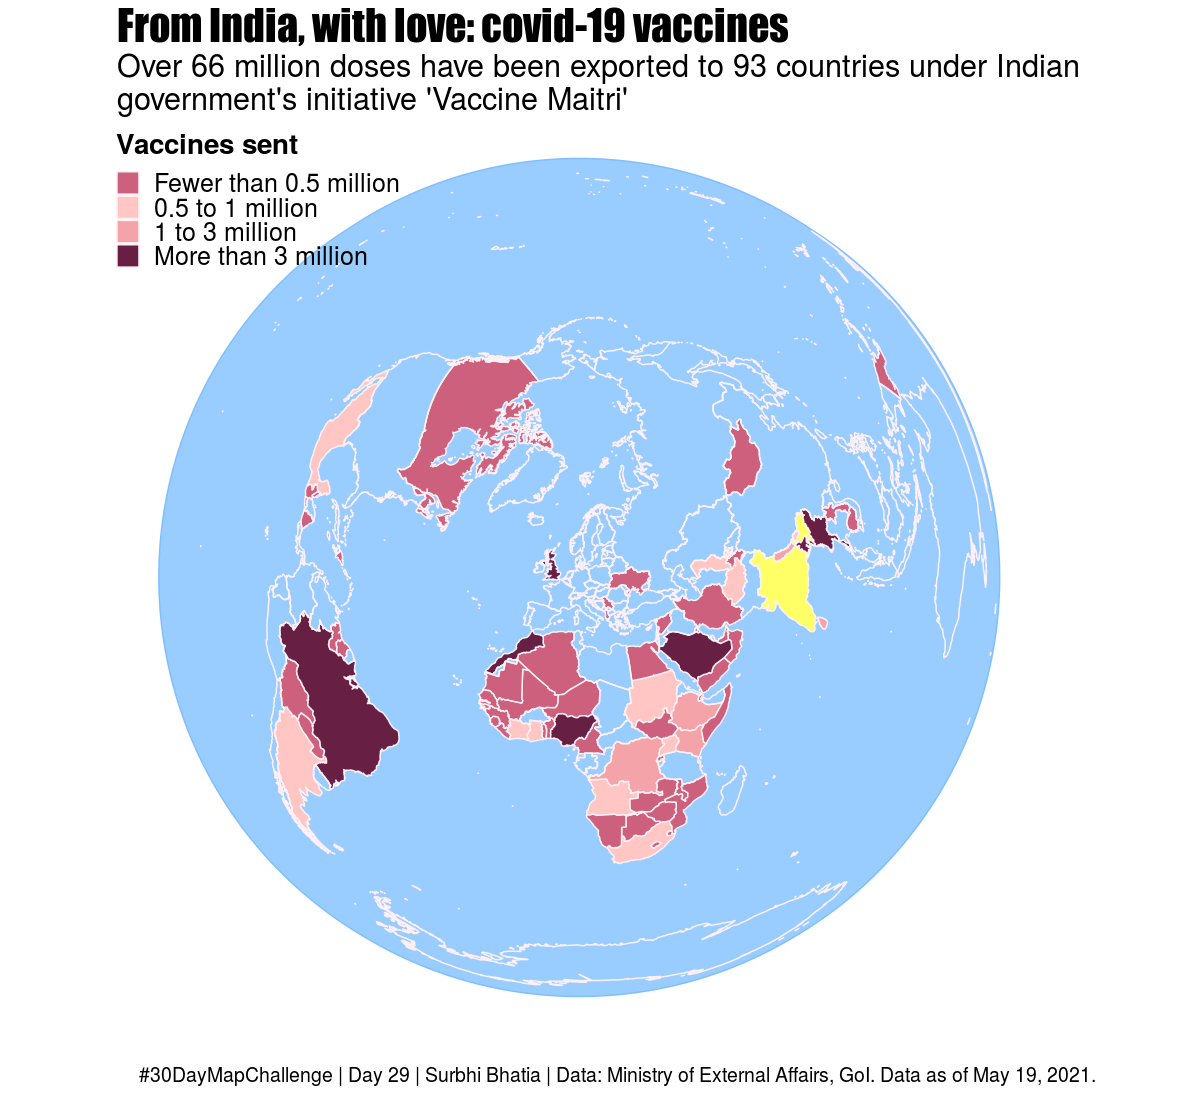 From India, with love: covid-19 vaccines
Over 66 million doses have been exported to 93 countries under Indian
government's initiative 'Vaccine Maitri'
Vaccines sent
Fewer than 0.5 million
0.5 to 1 million
1 to 3 million
More than 3 million
#30DayMapChallenge | Day 29 | Surbhi Bhatia | Data: Ministry of External Affairs, GoI. Data as of May 19, 2021.